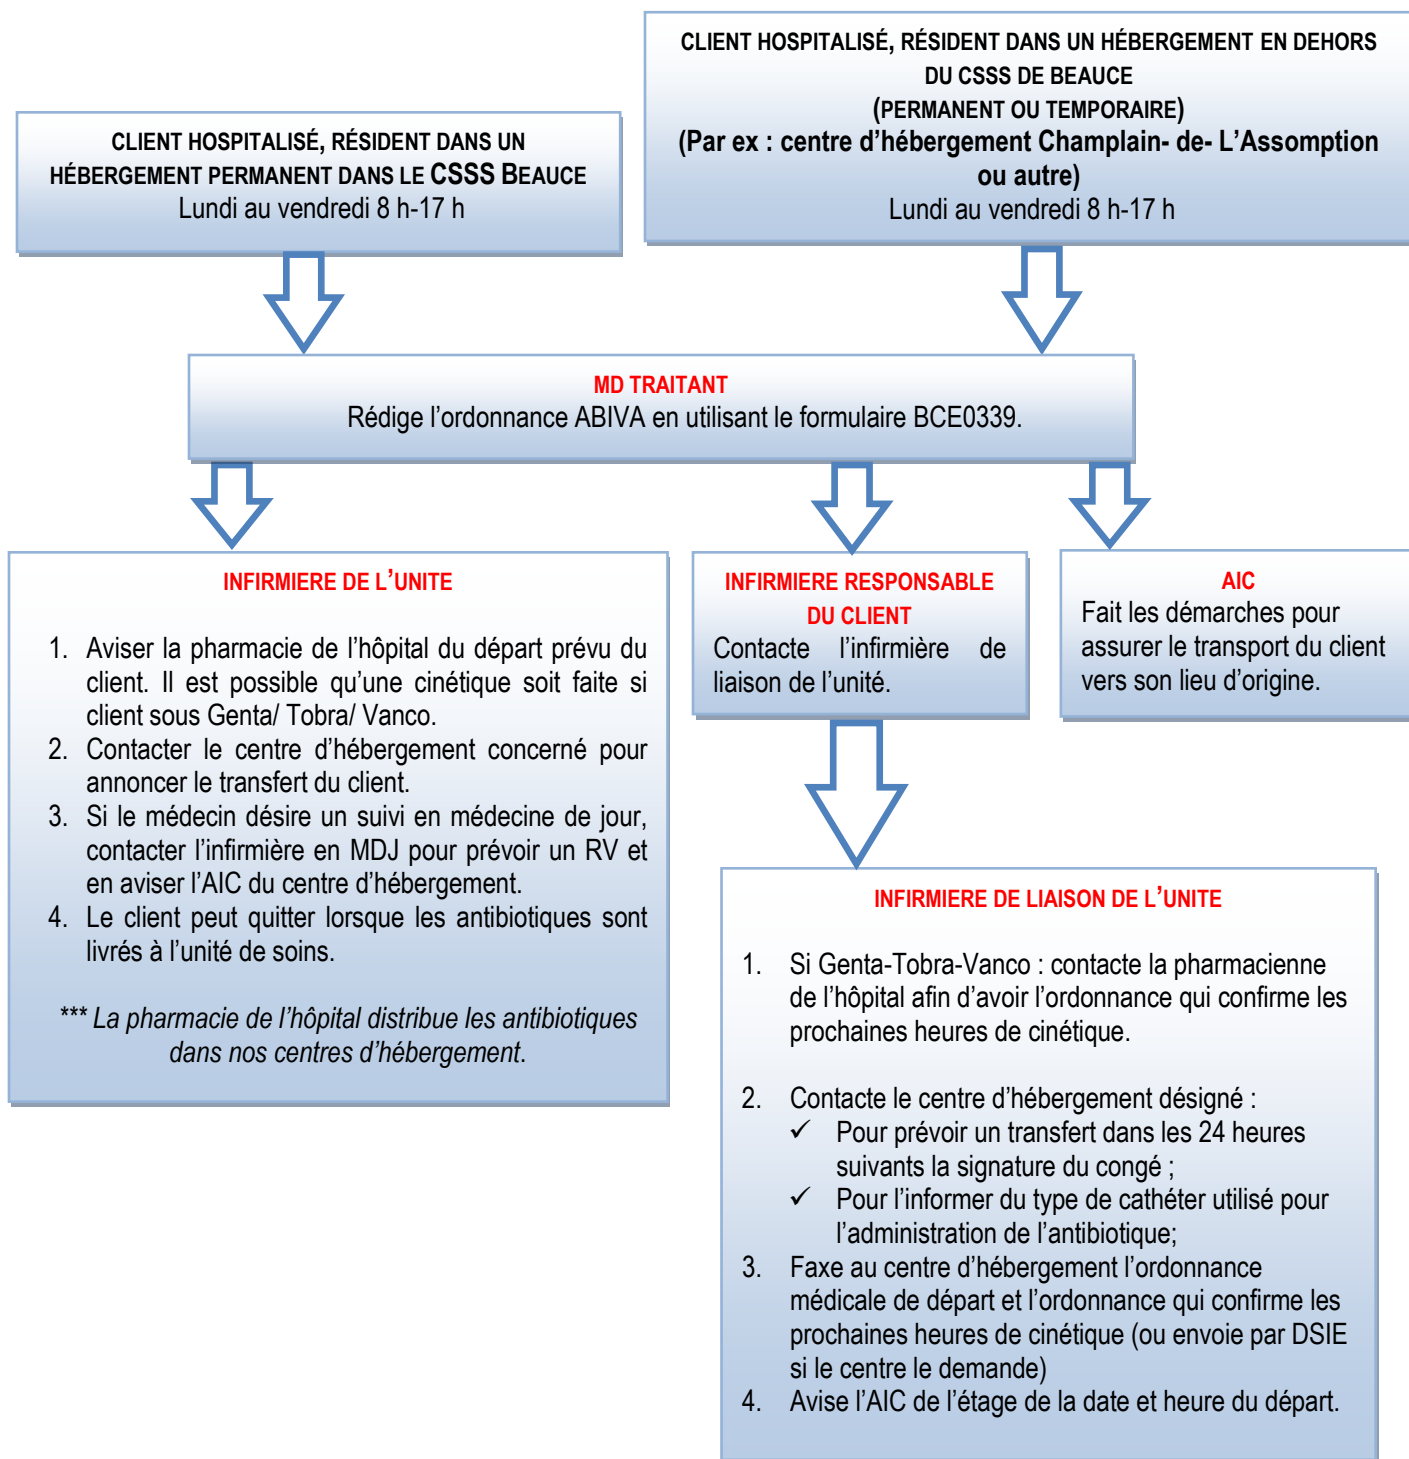 CLIENT HOSPITALISÉ, RÉSIDENT DANS UN
HÉBERGEMENT PERMANENT DANS LE CSSS BEAUCE
Lundi au vendredi 8 h-17 h
CLIENT HOSPITALISÉ, RÉSIDENT DANS UN HÉBERGEMENT EN DEHORS
DU CSSS DE BEAUCE
(PERMANENT OU TEMPORAIRE)
(Par ex : centre d'hébergement Champlain- de- L'Assomption
ou autre)
Lundi au vendredi 8 h-17 h
MD TRAITANT
Rédige l'ordonnance ABIVA en utilisant le formulaire BCE0339.
INFIRMIERE DE L'UNITE
1. Aviser la pharmacie de l'hôpital du départ prévu du
client. Il est possible qu'une cinétique soit faite si
client sous Genta/ Tobra/ Vanco.
2. Contacter le centre d'hébergement concerné pour
annoncer le transfert du client.
3. Si le médecin désire un suivi en médecine de jour,
contacter l'infirmière en MDJ pour prévoir un RV et
en aviser l'AIC du centre d'hébergement.
4. Le client peut quitter lorsque les antibiotiques sont
livrés à l'unité de soins.
*** La pharmacie de l'hôpital distribue les antibiotiques
dans nos centres d'hébergement.
INFIRMIERE RESPONSABLE
DU CLIENT
Contacte l'infirmière de
liaison de l'unité.
AIC
Fait les démarches pour
assurer le transport du client
vers son lieu d'origine.
INFIRMIERE DE LIAISON DE L'UNITE
1. Si Genta-Tobra-Vanco : contacte la pharmacienne
de l'hôpital afin d'avoir l'ordonnance qui confirme les
prochaines heures de cinétique.
2. Contacte le centre d'hébergement désigné :
✓ Pour prévoir un transfert dans les 24 heures
suivants la signature du congé ;
✓ Pour l'informer du type de cathéter utilisé pour
l'administration de l'antibiotique;
3. Faxe au centre d'hébergement l'ordonnance
médicale de départ et l'ordonnance qui confirme les
prochaines heures de cinétique (ou envoie par DSIE
si le centre le demande)
4. Avise l'AIC de l'étage de la date et heure du départ.